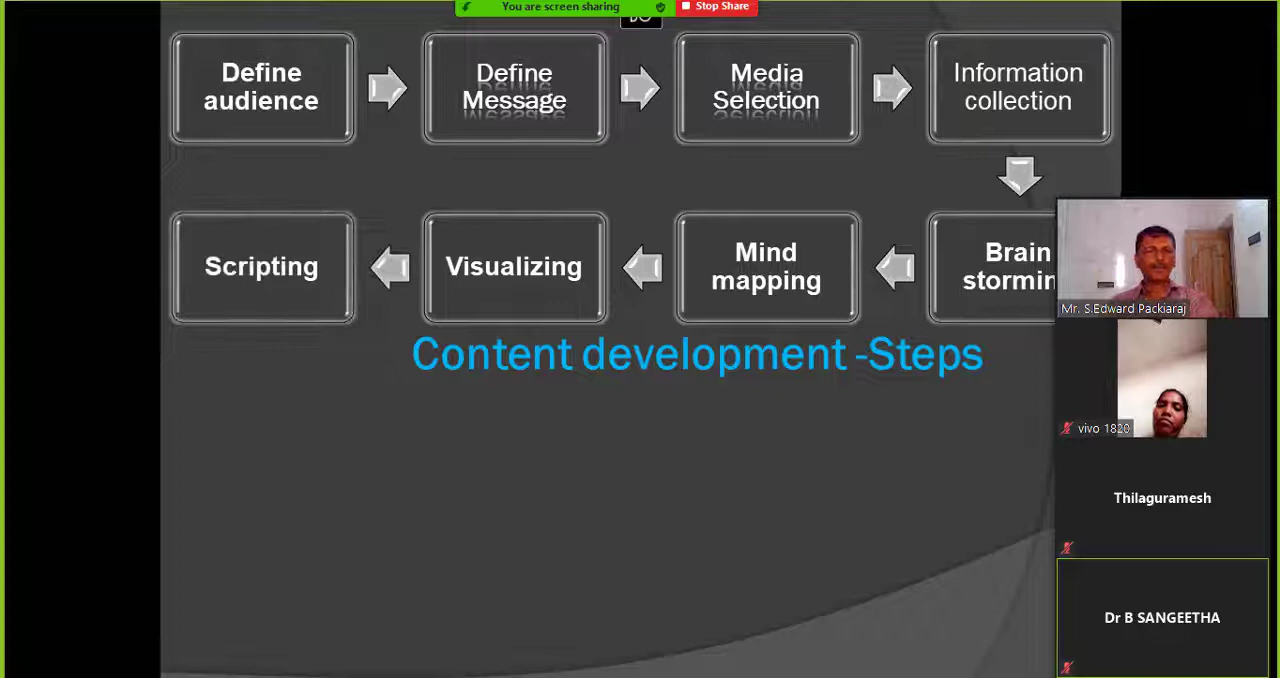 You are screen sharing
Stop Share
Define
audience
Define
Message
Media
Selection
Information
collection
Scripting
Visualizing
Mind
mapping
Brain
stormin
Content development -Steps
Mr. S.Edward Packiaraj
vivo 1820
Thilaguramesh
Dr B SANGEETHA